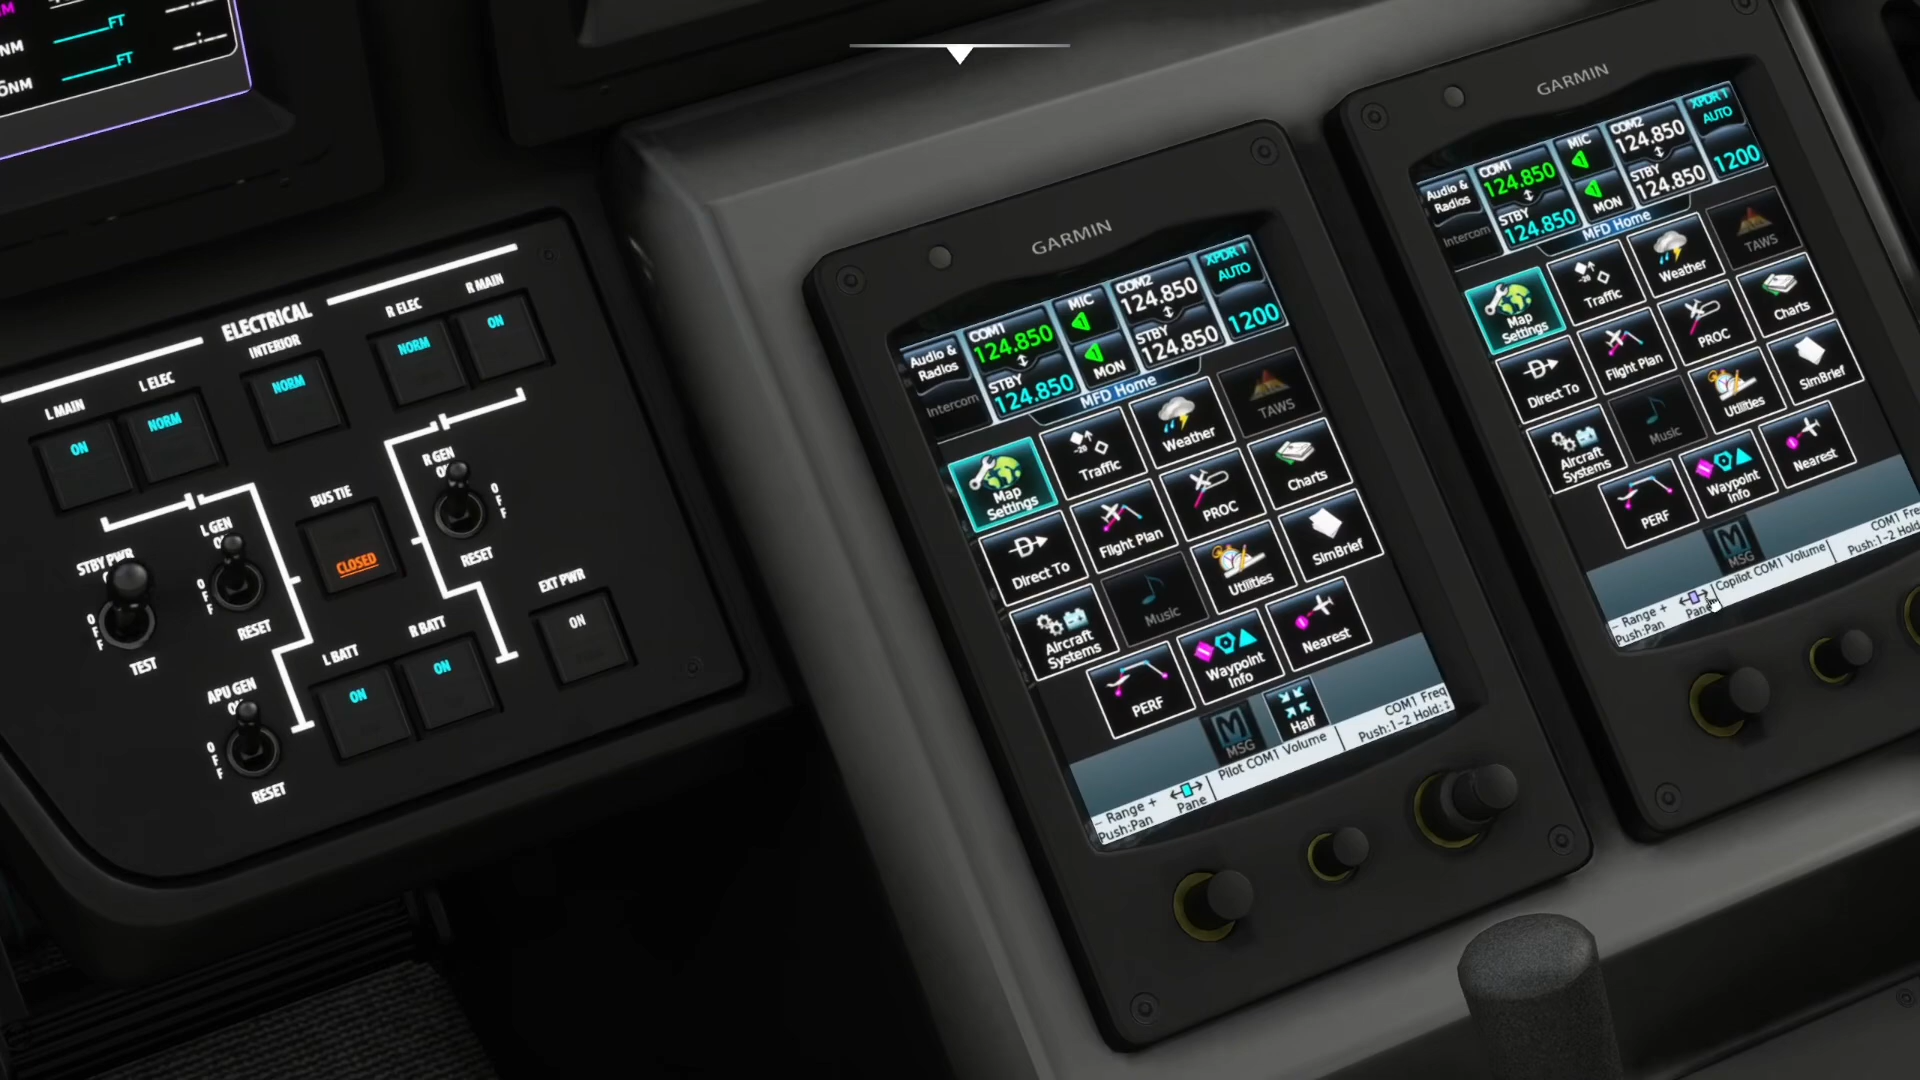 FT
NM
FT
5NM
ELECTRICAL
L MAIN
L ELEC
INTERIOR
R ELEC
R MAIN
ON
NORM
NORM
NORM
ON
STBY PWR
L GEN
BUS TIE
R GEN
OFF
OFF
OFF
CLOSED
TEST
RESET
RESET
EXT PWR
APU GEN
L BATT
R BATT
OFF
ON
ON
ON
RESET
GARMIN
Audio & Radios
Intercom
COM1
124.850
STBY
124.850
MIC
MON
COM2
124.850
STBY
124.850
XPDR 1
AUTO
1200
MFD Home
Map Settings
Traffic
Weather
TAWS
Direct To
Flight Plan
PROC
Charts
Aircraft Systems
Music
Utilities
SimBrief
PERF
Waypoint Info
Nearest
MSG
Half
- Range +
Push:Pan
Pane
Pilot COM1 Volume
COM1 Freq
Push:1-2 Hold:↕
GARMIN
Audio & Radios
Intercom
COM1
124.850
STBY
124.850
MIC
MON
COM2
124.850
STBY
124.850
XPDR 1
AUTO
1200
MFD Home
Map Settings
Traffic
Weather
TAWS
Direct To
Flight Plan
PROC
Charts
Aircraft Systems
Music
Utilities
SimBrief
PERF
Waypoint Info
Nearest
MSG
- Range +
Push:Pan
Pane
Copilot COM1 Volume
COM1 Fre
Push:1-2 Hold